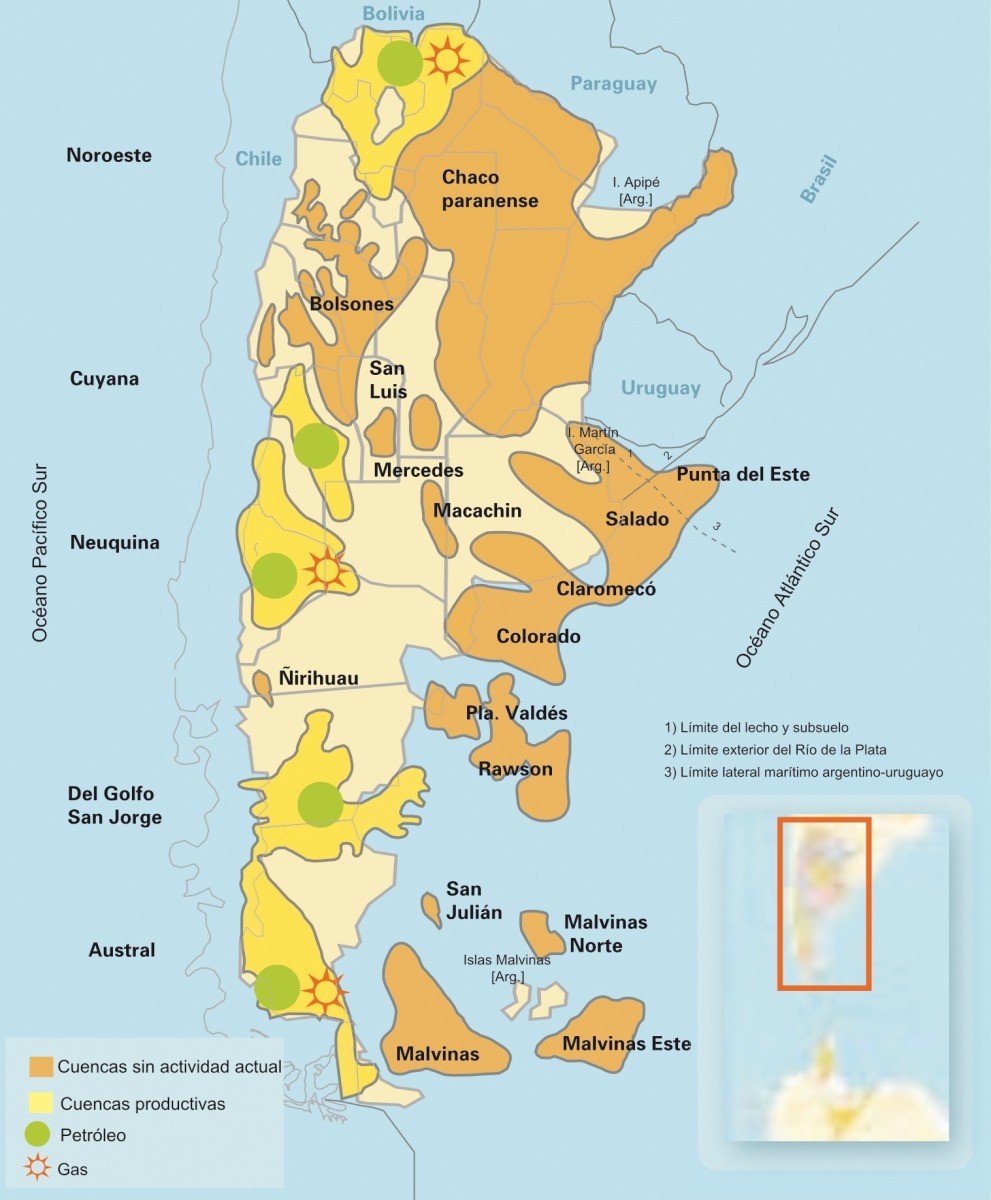 Bolivia
Paraguay
Noroeste
Chile
Brasil
Chaco
paranense
I. Apipé
[Arg.]
Bolsones
Cuyana
San
Luis
Uruguay
I. Martín
García
[Arg.]
1
2
3
Mercedes
Punta del Este
Macachin
Salado
Océano Pacífico Sur
Neuquina
Océano Atlántico Sur
Claromecó
Colorado
Ñirihuau
Pla. Valdés
1) Límite del lecho y subsuelo
2) Límite exterior del Río de la Plata
3) Límite lateral marítimo argentino-uruguayo
Rawson
Del Golfo
San Jorge
San
Julián
Malvinas
Norte
Austral
Islas Malvinas
[Arg.]
Malvinas
Malvinas Este
Cuencas sin actividad actual
Cuencas productivas
Petróleo
Gas